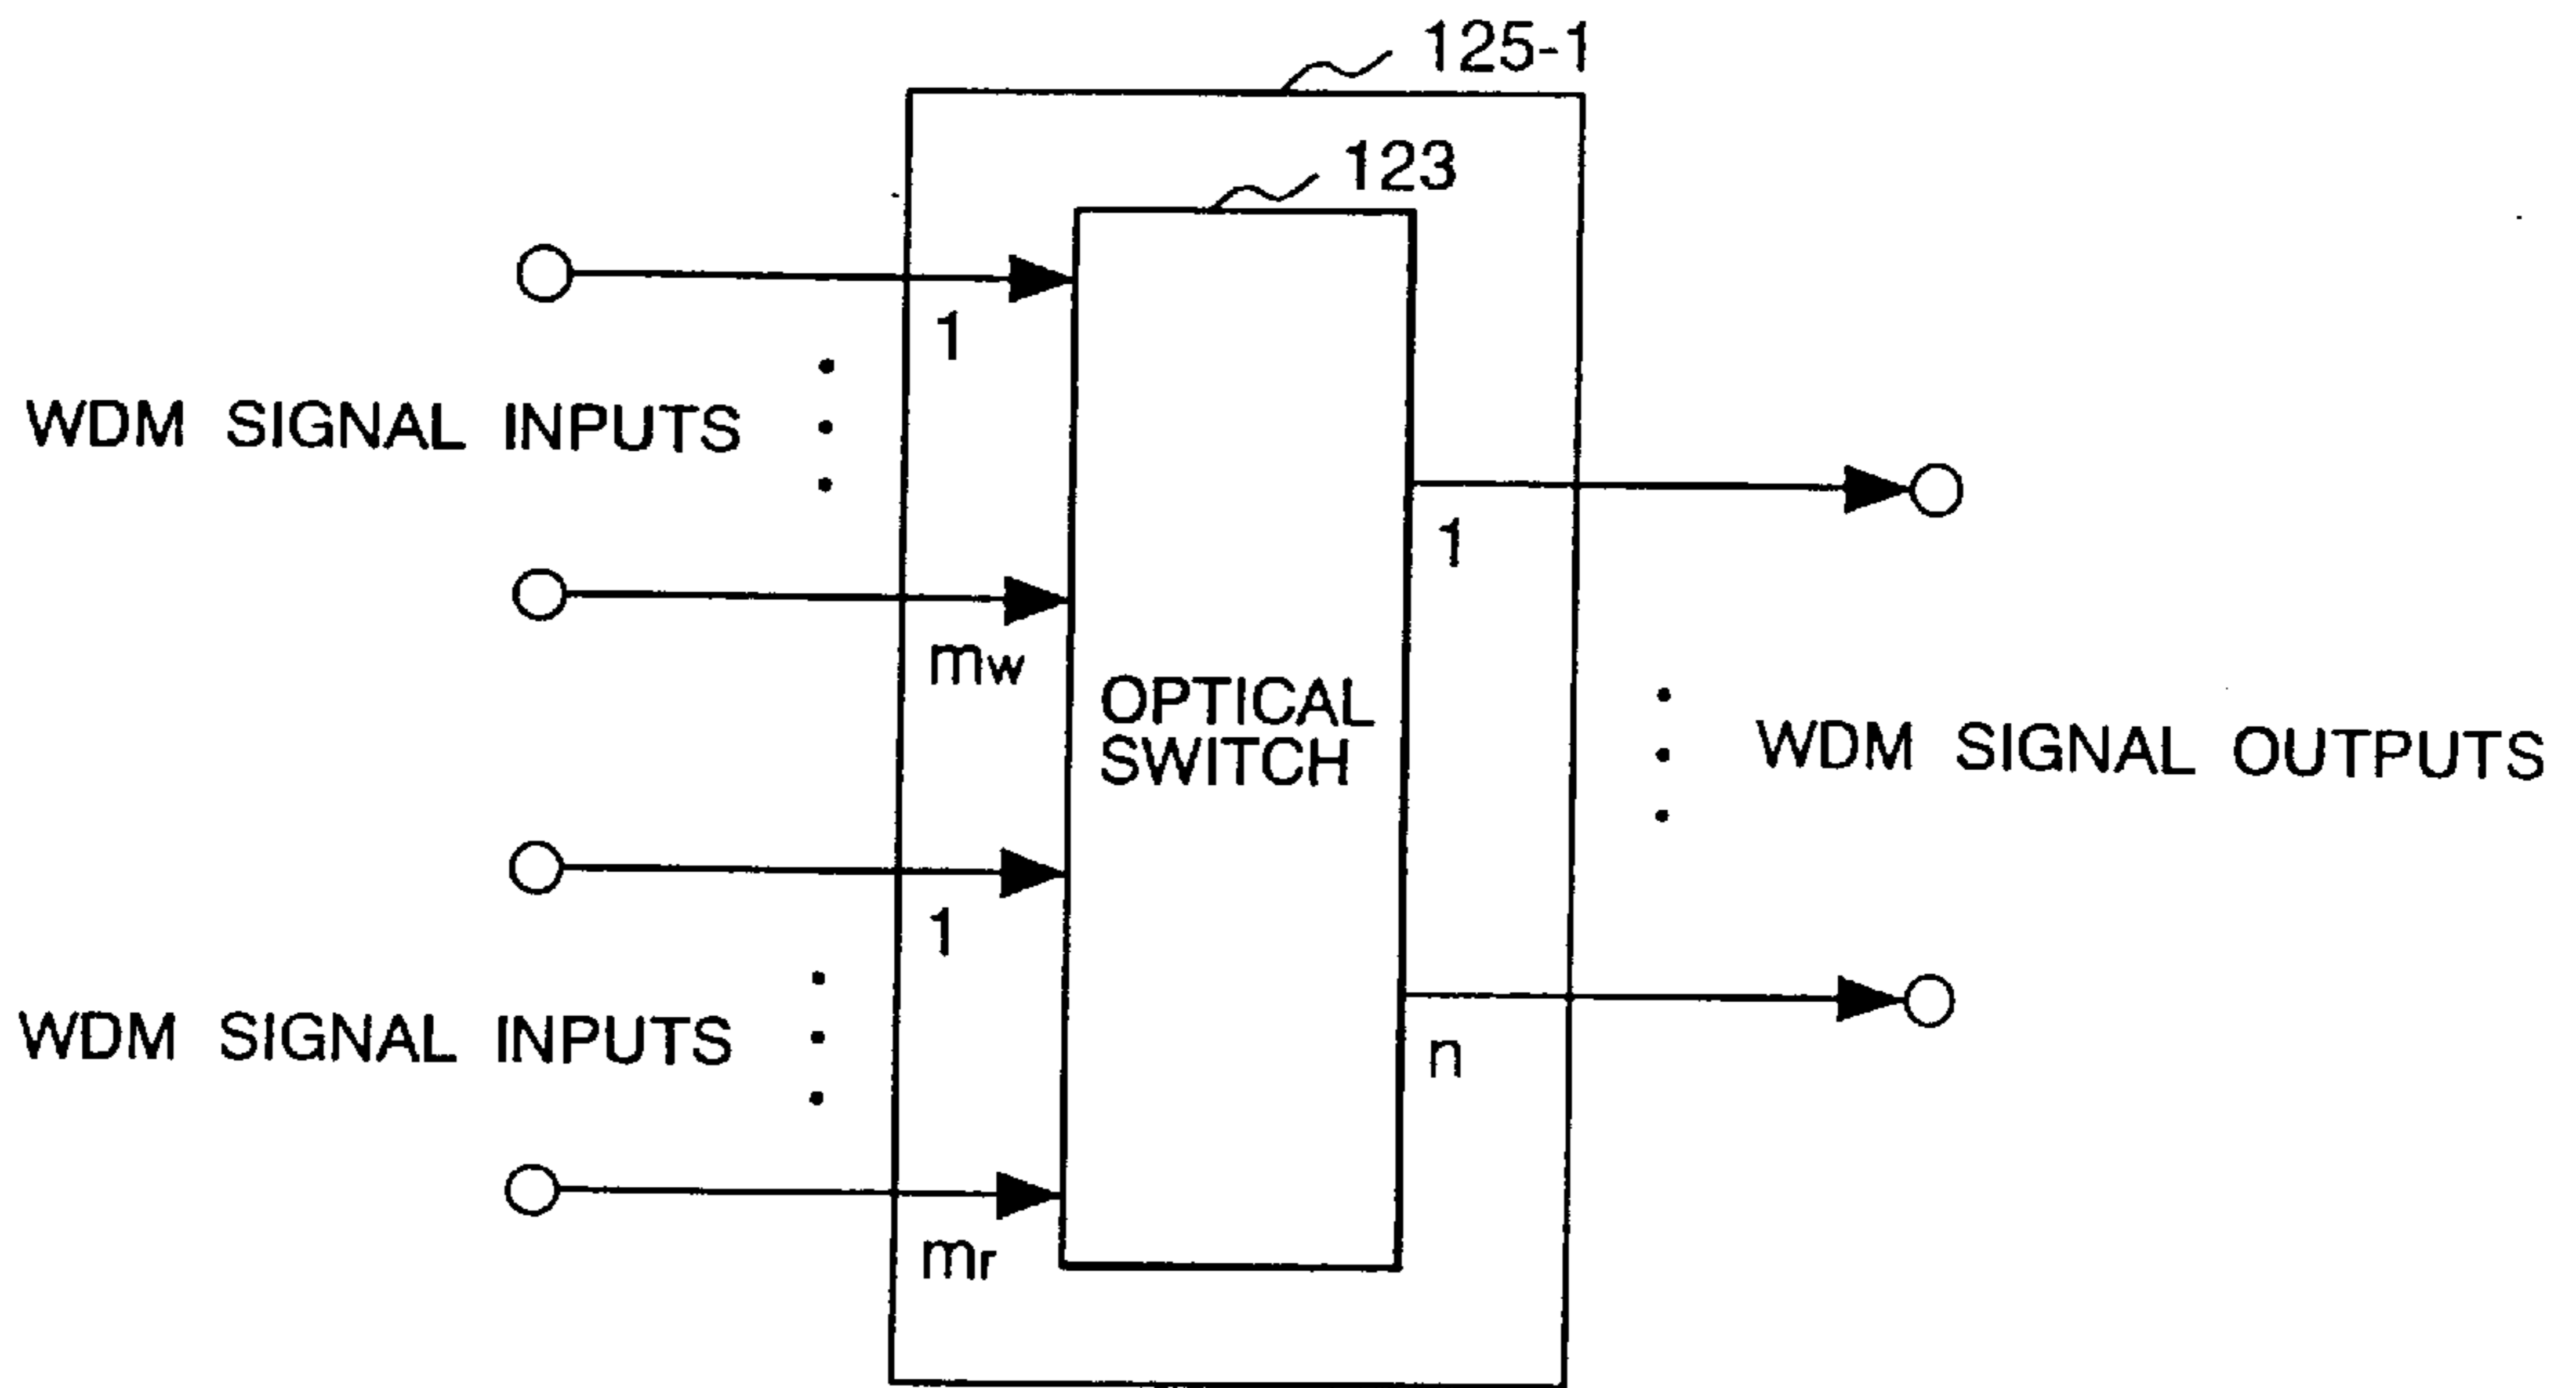 125-1
123
1
WDM SIGNAL INPUTS
mw
1
OPTICAL
SWITCH
WDM SIGNAL OUTPUTS
1
WDM SIGNAL INPUTS
n
mr